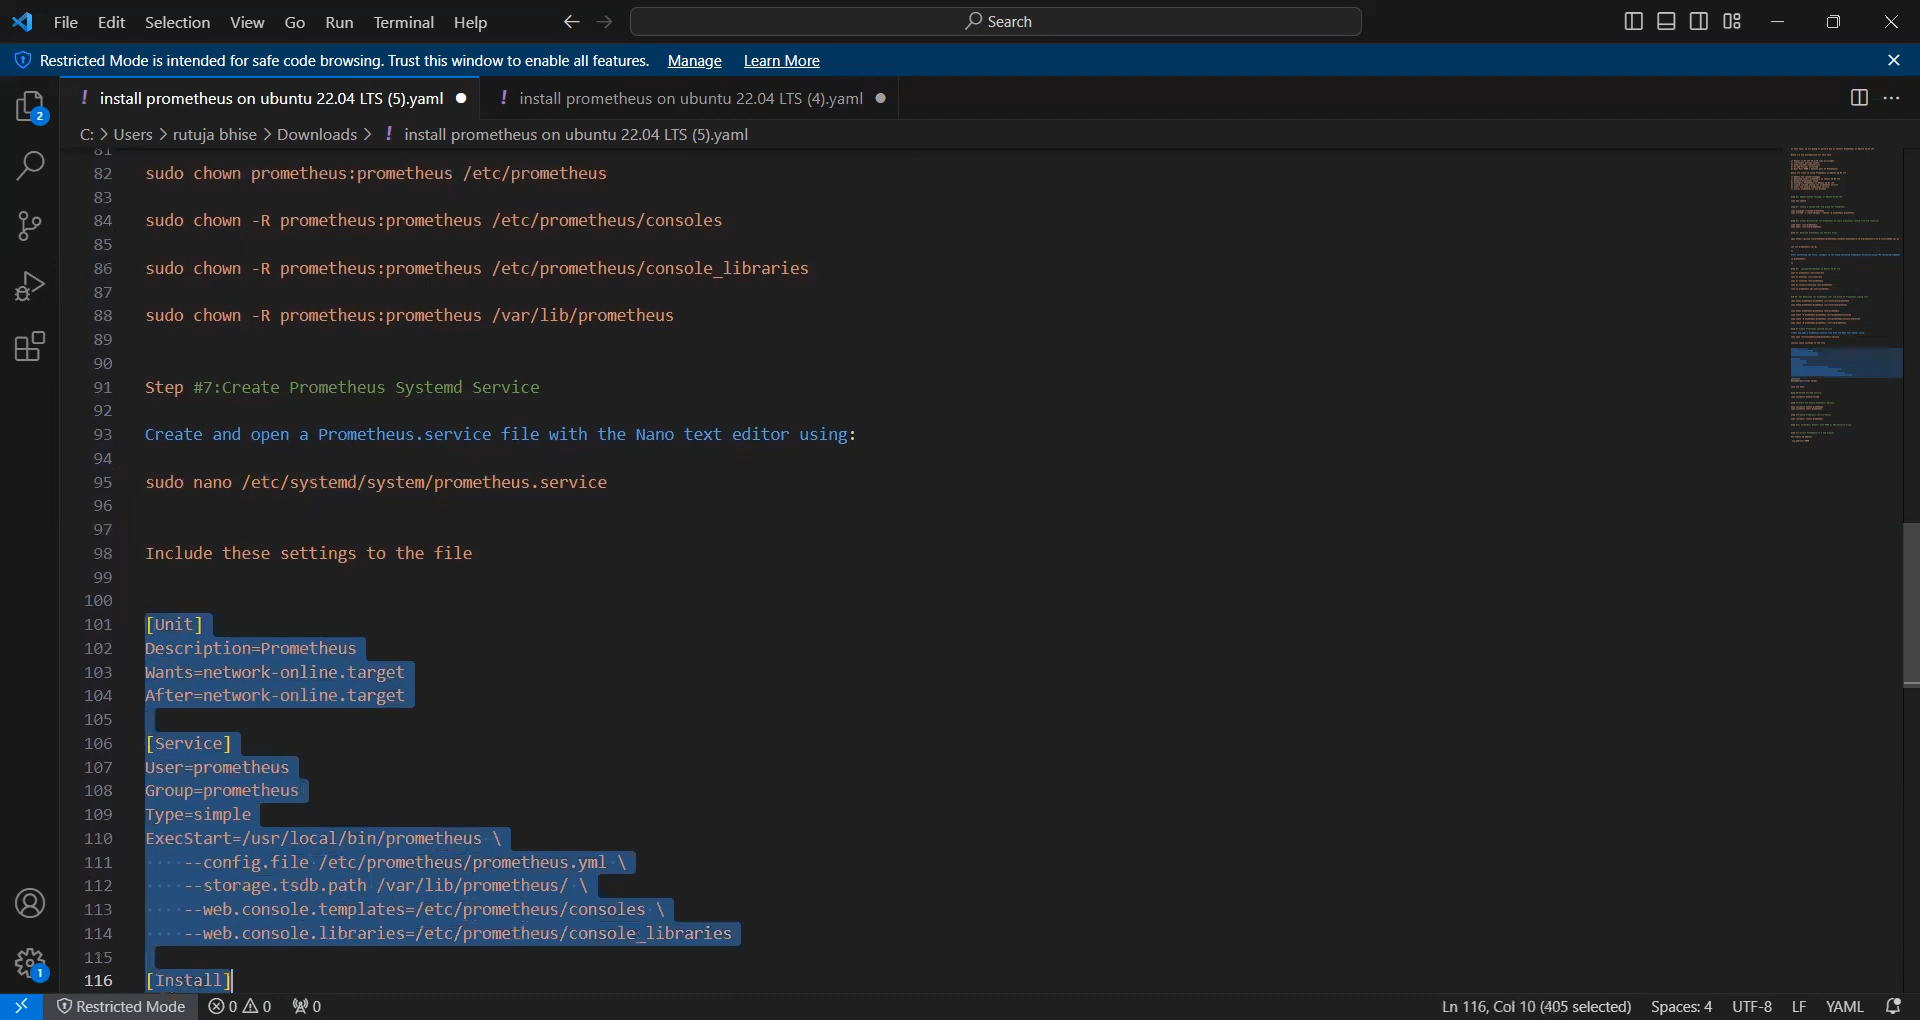 File Edit Selection View Go Run Terminal Help Search
Restricted Mode is intended for safe code browsing. Trust this window to enable all features. Manage Learn More
! install prometheus on ubuntu 22.04 LTS (5).yaml ! install prometheus on ubuntu 22.04 LTS (4).yaml
C: > Users > rutuja bhise > Downloads > ! install prometheus on ubuntu 22.04 LTS (5).yaml
2
81
82 sudo chown prometheus:prometheus /etc/prometheus
83
84 sudo chown -R prometheus:prometheus /etc/prometheus/consoles
85
86 sudo chown -R prometheus:prometheus /etc/prometheus/console_libraries
87
88 sudo chown -R prometheus:prometheus /var/lib/prometheus
89
90
91 Step #7:Create Prometheus Systemd Service
92
93 Create and open a Prometheus.service file with the Nano text editor using:
94
95 sudo nano /etc/systemd/system/prometheus.service
96
97
98 Include these settings to the file
99
100
101 [Unit]
102 Description=Prometheus
103 Wants=network-online.target
104 After=network-online.target
105
106 [Service]
107 User=prometheus
108 Group=prometheus
109 Type=simple
110 ExecStart=/usr/local/bin/prometheus \
111 --config.file /etc/prometheus/prometheus.yml \
112 --storage.tsdb.path /var/lib/prometheus/ \
113 --web.console.templates=/etc/prometheus/consoles \
114 --web.console.libraries=/etc/prometheus/console_libraries
115
116 [Install]
1
Restricted Mode 0 0 0 Ln 116, Col 10 (405 selected) Spaces: 4 UTF-8 LF YAML